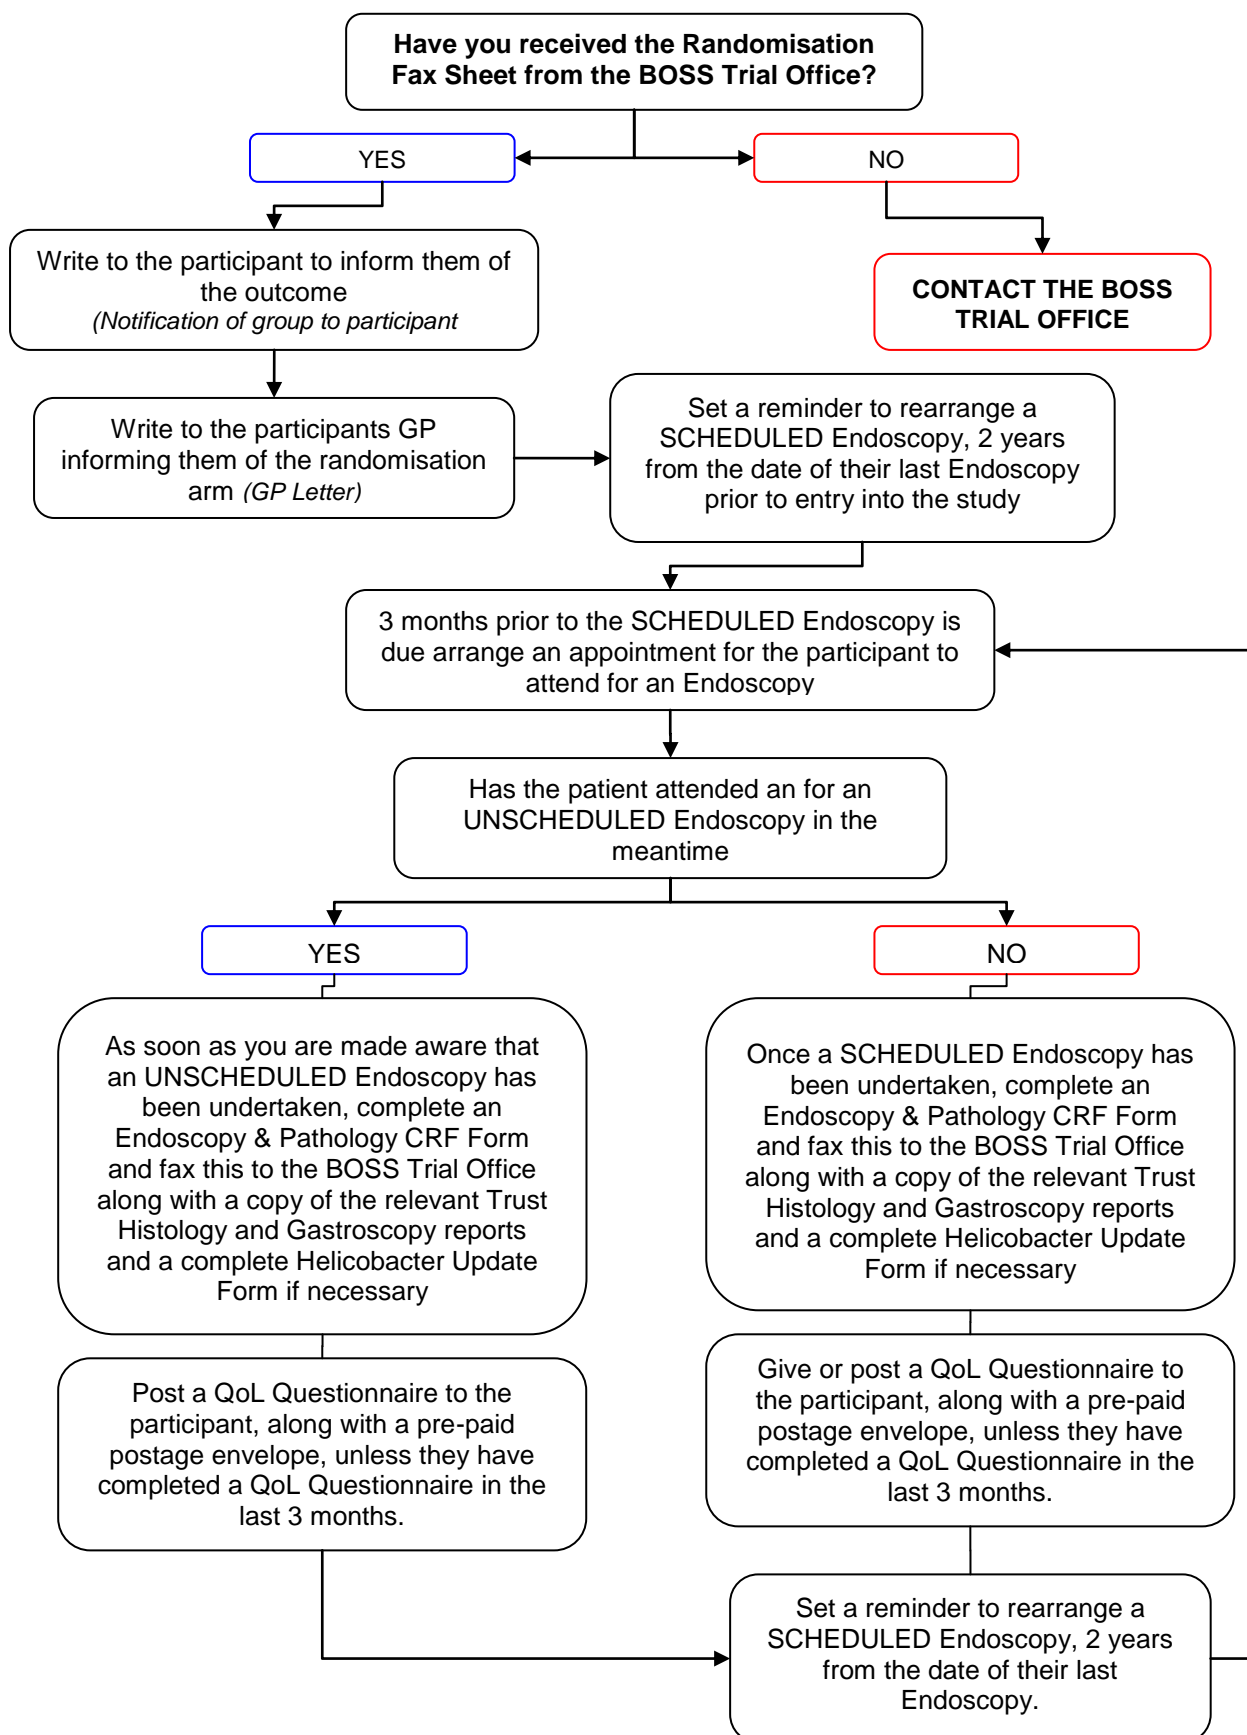 Have you received the Randomisation
Fax Sheet from the BOSS Trial Office?
YES
NO
Write to the participant to inform them of
the outcome
(Notification of group to participant
CONTACT THE BOSS
TRIAL OFFICE
Write to the participants GP
informing them of the randomisation
arm (GP Letter)
Set a reminder to rearrange a
SCHEDULED Endoscopy, 2 years
from the date of their last Endoscopy
prior to entry into the study
3 months prior to the SCHEDULED Endoscopy is
due arrange an appointment for the participant to
attend for an Endoscopy
Has the patient attended an for an
UNSCHEDULED Endoscopy in the
meantime
YES
NO
As soon as you are made aware that
an UNSCHEDULED Endoscopy has
been undertaken, complete an
Endoscopy & Pathology CRF Form
and fax this to the BOSS Trial Office
along with a copy of the relevant Trust
Histology and Gastroscopy reports
and a complete Helicobacter Update
Form if necessary
Once a SCHEDULED Endoscopy has
been undertaken, complete an
Endoscopy & Pathology CRF Form
and fax this to the BOSS Trial Office
along with a copy of the relevant Trust
Histology and Gastroscopy reports
and a complete Helicobacter Update
Form if necessary
Post a QoL Questionnaire to the
participant, along with a pre-paid
postage envelope, unless they have
completed a QoL Questionnaire in the
last 3 months.
Give or post a QoL Questionnaire to
the participant, along with a pre-paid
postage envelope, unless they have
completed a QoL Questionnaire in the
last 3 months.
Set a reminder to rearrange a
SCHEDULED Endoscopy, 2 years
from the date of their last
Endoscopy.